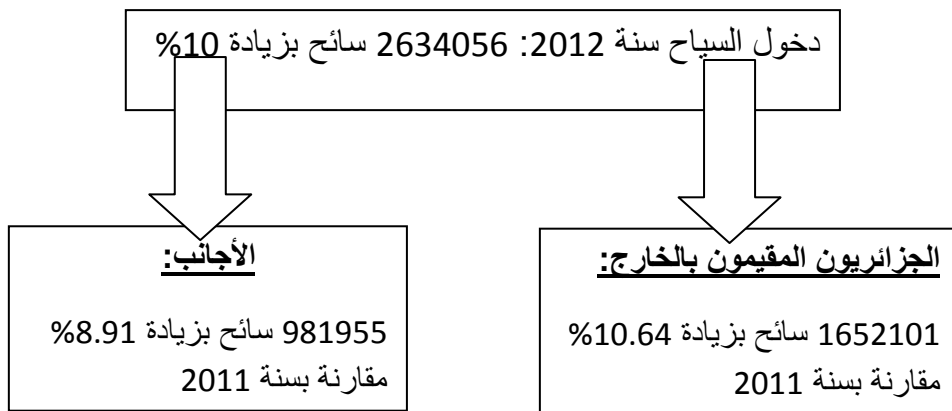 دخول السياح سنة 2012: 2634056 سائح بزيادة 10%
الجزائريون المقيمون بالخارج:
1652101 سائح بزيادة 10.64%
مقارنة بسنة 2011
الأجانب:
981955 سائح بزيادة 8.91%
مقارنة بسنة 2011